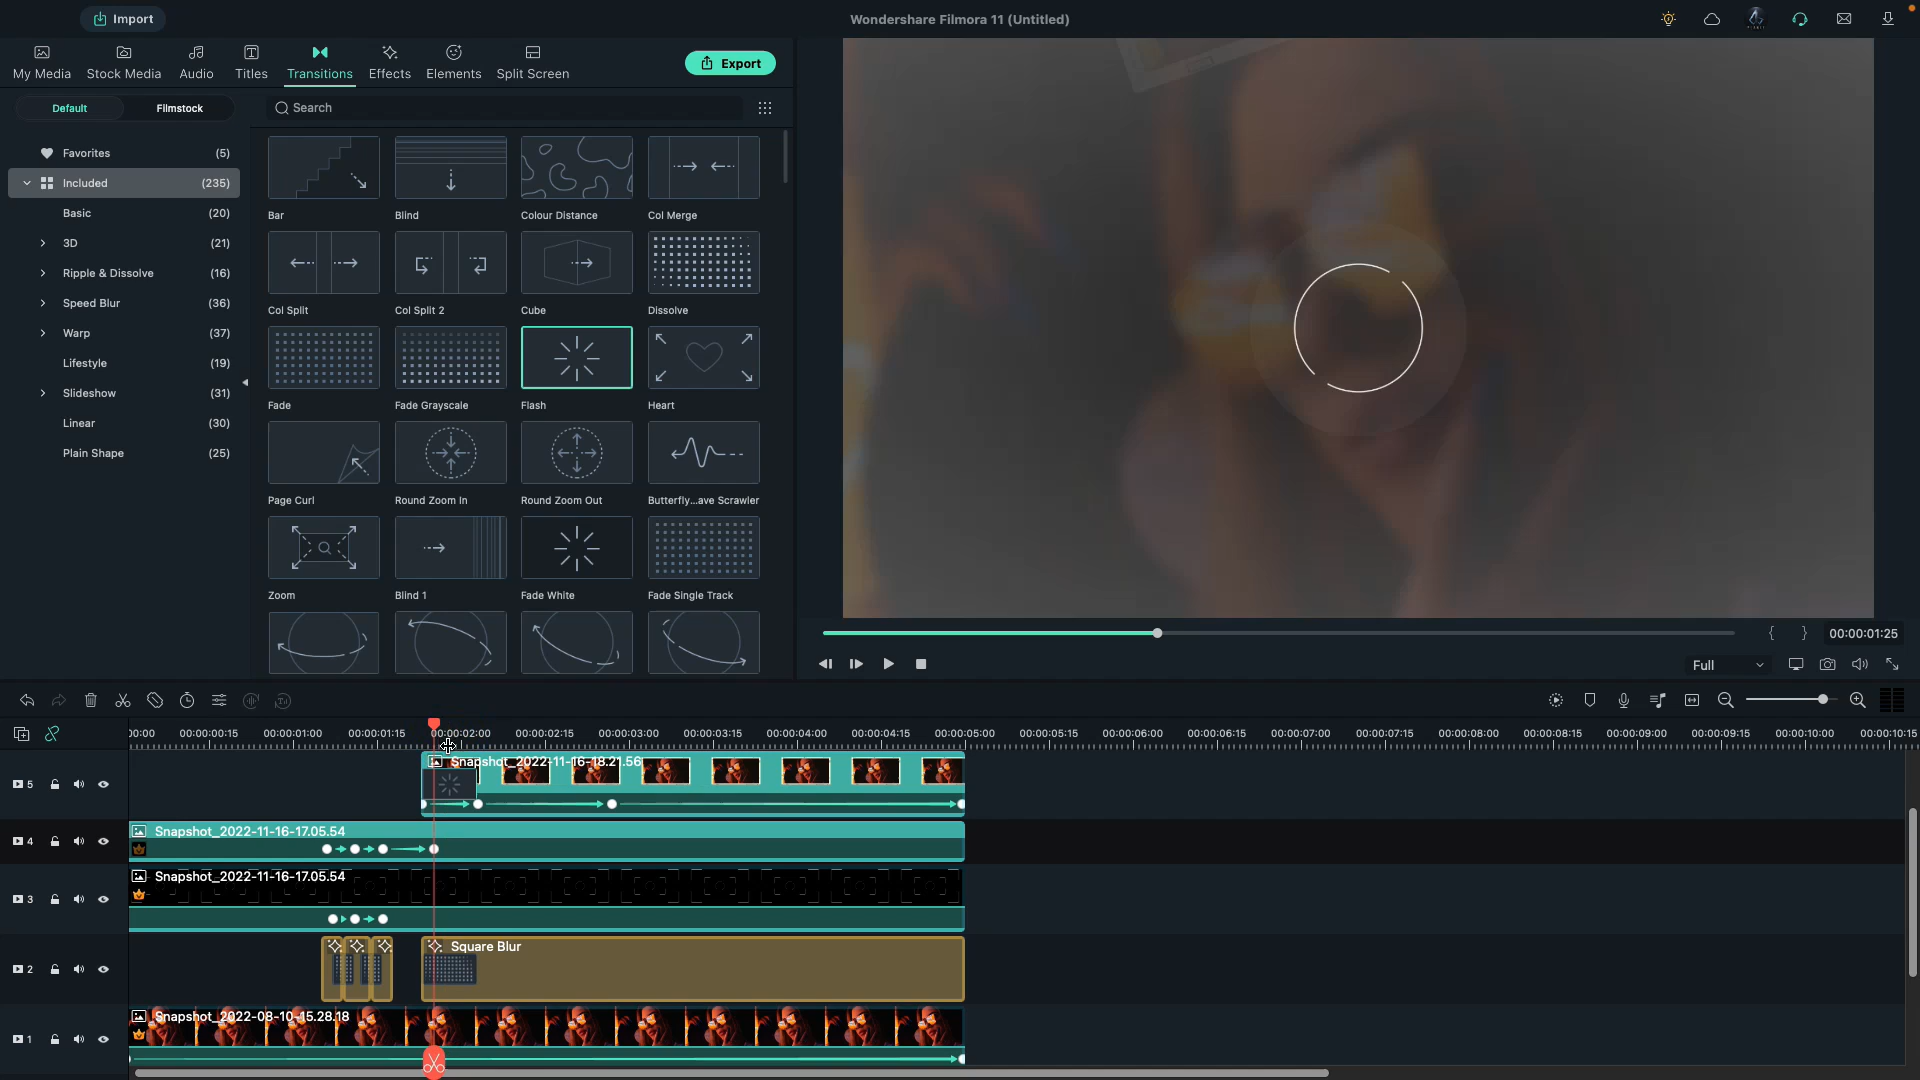 Import
Wondershare Filmora 11 (Untitled)
My Media
Stock Media
Audio
Titles
Transitions
Effects
Elements
Split Screen
Export
Default
Filmstock
Search
Favorites (5)
Included (235)
Basic (20)
3D (21)
Ripple & Dissolve (16)
Speed Blur (36)
Warp (37)
Lifestyle (19)
Slideshow (31)
Linear (30)
Plain Shape (25)
Bar
Blind
Colour Distance
Col Merge
Col Split
Col Split 2
Cube
Dissolve
Fade
Fade Grayscale
Flash
Heart
Page Curl
Round Zoom In
Round Zoom Out
Butterfly...ave Scrawler
Zoom
Blind 1
Fade White
Fade Single Track
00:00:01:25
Full
00:00
00:00:00:15
00:00:01:00
00:00:01:15
00:00:02:00
00:00:02:15
00:00:03:00
00:00:03:15
00:00:04:00
00:00:04:15
00:00:05:00
00:00:05:15
00:00:06:00
00:00:06:15
00:00:07:00
00:00:07:15
00:00:08:00
00:00:08:15
00:00:09:00
00:00:09:15
00:00:10:00
00:00:10:15
5
Snapshot_2022-11-16-18.21.56
4
Snapshot_2022-11-16-17.05.54
3
Snapshot_2022-11-16-17.05.54
2
Square Blur
1
Snapshot_2022-08-10-15.28.18